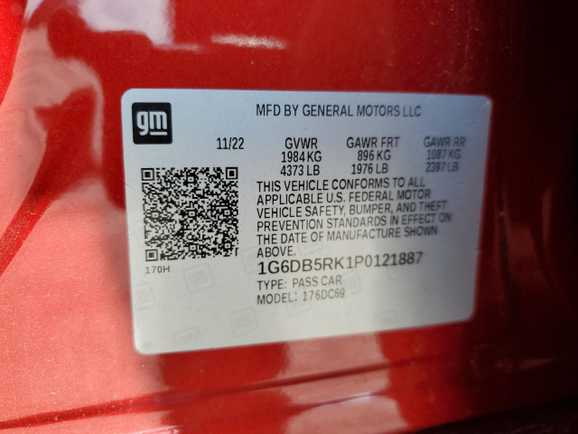 gm
MFD BY GENERAL MOTORS LLC
11/22 GVWR GAWR FRT GAWR RR
1984 KG 896 KG 1087 KG
4373 LB 1976 LB 2397 LB
THIS VEHICLE CONFORMS TO ALL
APPLICABLE U.S. FEDERAL MOTOR
VEHICLE SAFETY, BUMPER, AND THEFT
PREVENTION STANDARDS IN EFFECT ON
THE DATE OF MANUFACTURE SHOWN
ABOVE.
170H
1G6DB5RK1P0121887
TYPE: PASS CAR
MODEL: 176DC69